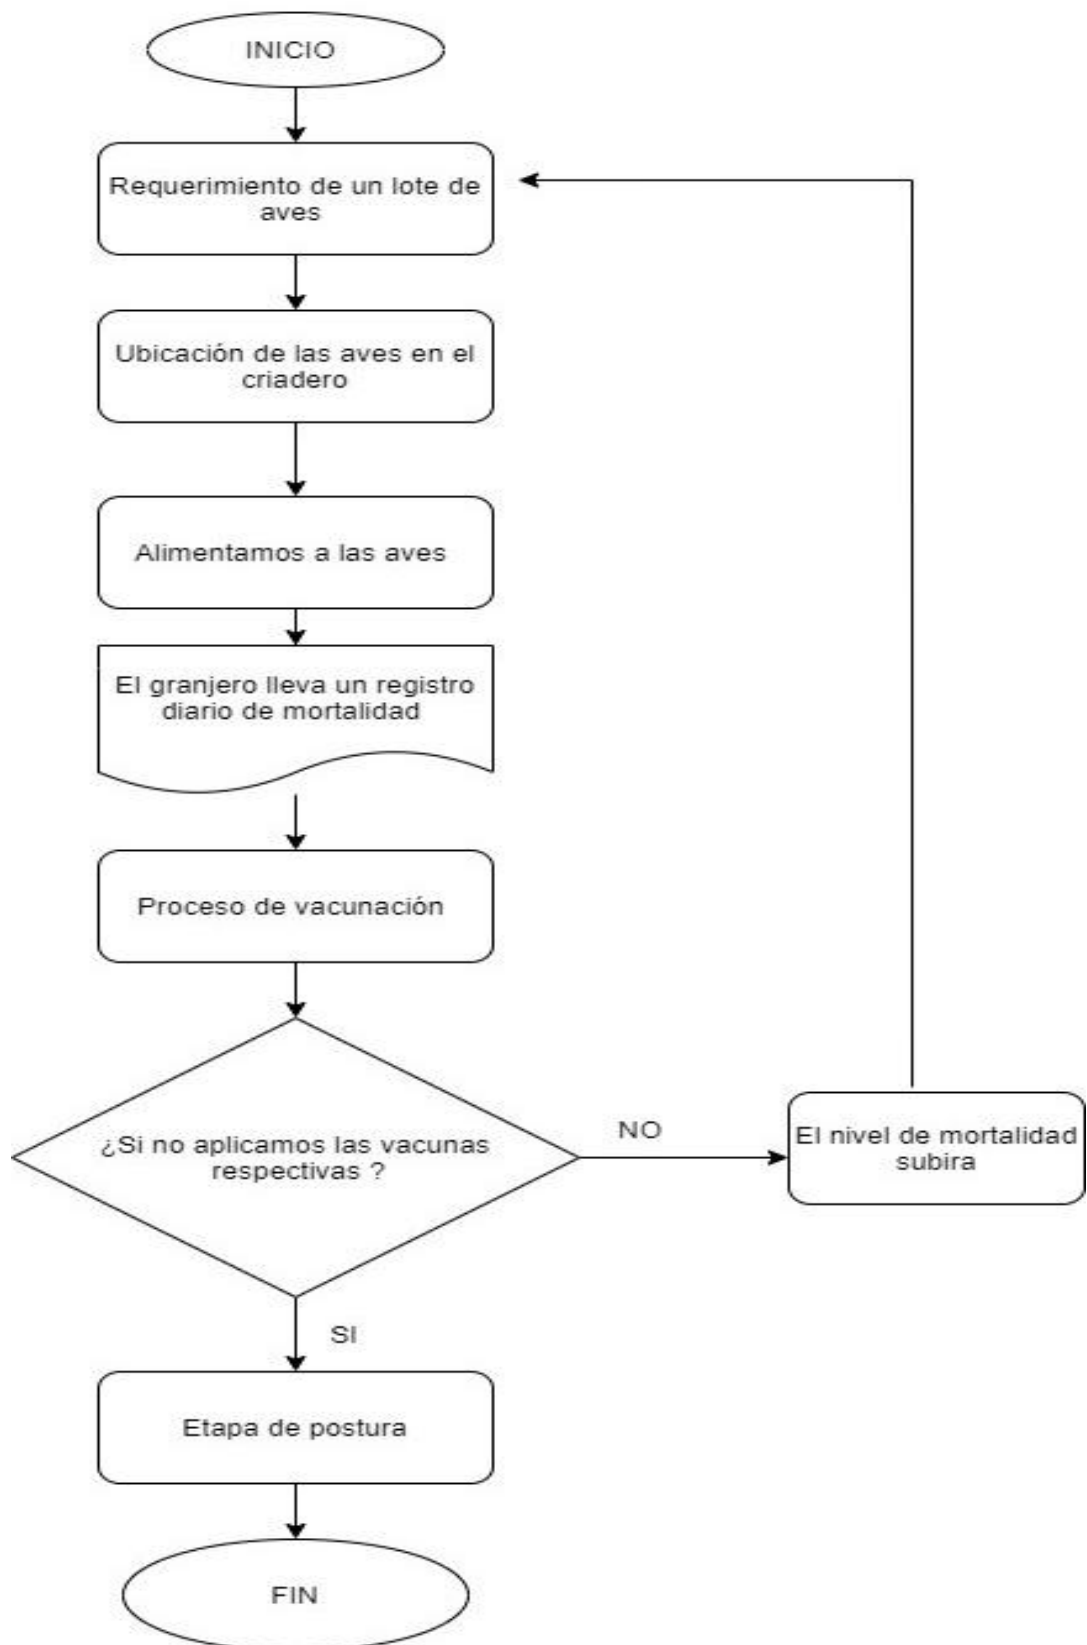 INICIO
Requerimiento de un lote de
aves
Ubicación de las aves en el
criadero
Alimentamos a las aves
El granjero lleva un registro
diario de mortalidad
Proceso de vacunación
¿Si no aplicamos las vacunas
respectivas ?
NO
El nivel de mortalidad
subira
SI
Etapa de postura
FIN